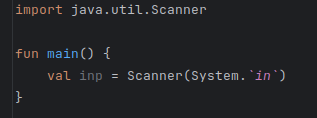 import java.util.Scanner
fun main() {
    val inp = Scanner(System.`in`)
}